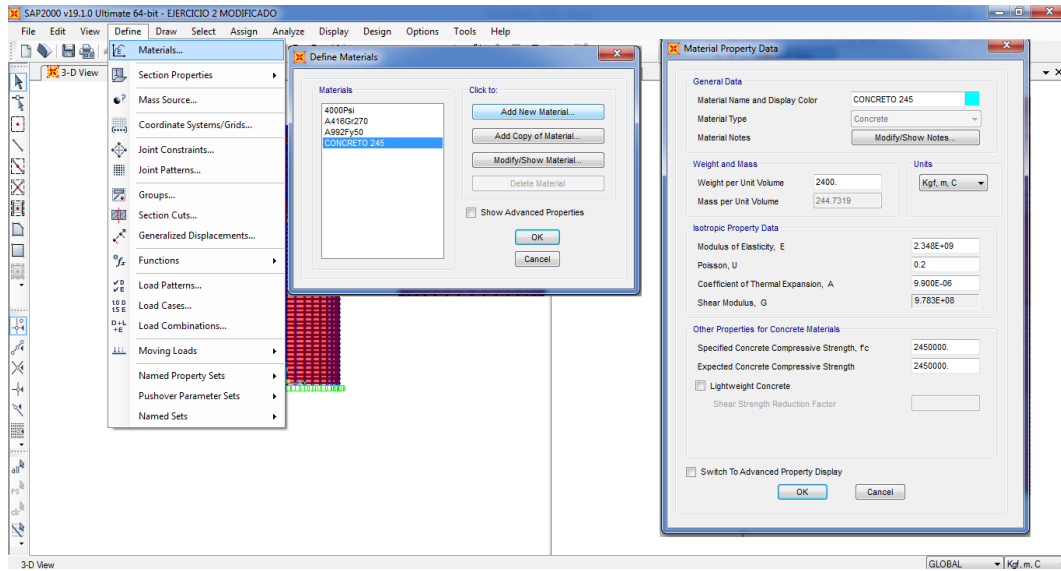 SAP2000 v19.1.0 Ultimate 64-bit - EJERCICIO 2 MODIFICADO
File Edit View Define Draw Select Assign Analyze Display Design Options Tools Help
3-D View
Materials...
Section Properties
Mass Source...
Coordinate Systems/Grids...
Joint Constraints...
Joint Patterns...
Groups...
Section Cuts...
Generalized Displacements...
Functions
Load Patterns...
Load Cases...
Load Combinations...
Moving Loads
Named Property Sets
Pushover Parameter Sets
Named Sets
Define Materials
Materials
4000Psi
A416Gr270
A992Fy50
CONCRETO 245
Click to:
Add New Material...
Add Copy of Material...
Modify/Show Material...
Delete Material
Show Advanced Properties
OK
Cancel
Material Property Data
General Data
Material Name and Display Color CONCRETO 245
Material Type Concrete
Material Notes Modify/Show Notes...
Weight and Mass Units
Weight per Unit Volume 2400. Kgf, m, C
Mass per Unit Volume 244.7319
Isotropic Property Data
Modulus of Elasticity, E 2.348E+09
Poisson, U 0.2
Coefficient of Thermal Expansion, A 9.900E-06
Shear Modulus, G 9.783E+08
Other Properties for Concrete Materials
Specified Concrete Compressive Strength, f'c 2450000.
Expected Concrete Compressive Strength 2450000.
Lightweight Concrete
Shear Strength Reduction Factor
Switch To Advanced Property Display
OK Cancel
all
PS
clr
3-D View GLOBAL Kgf, m, C